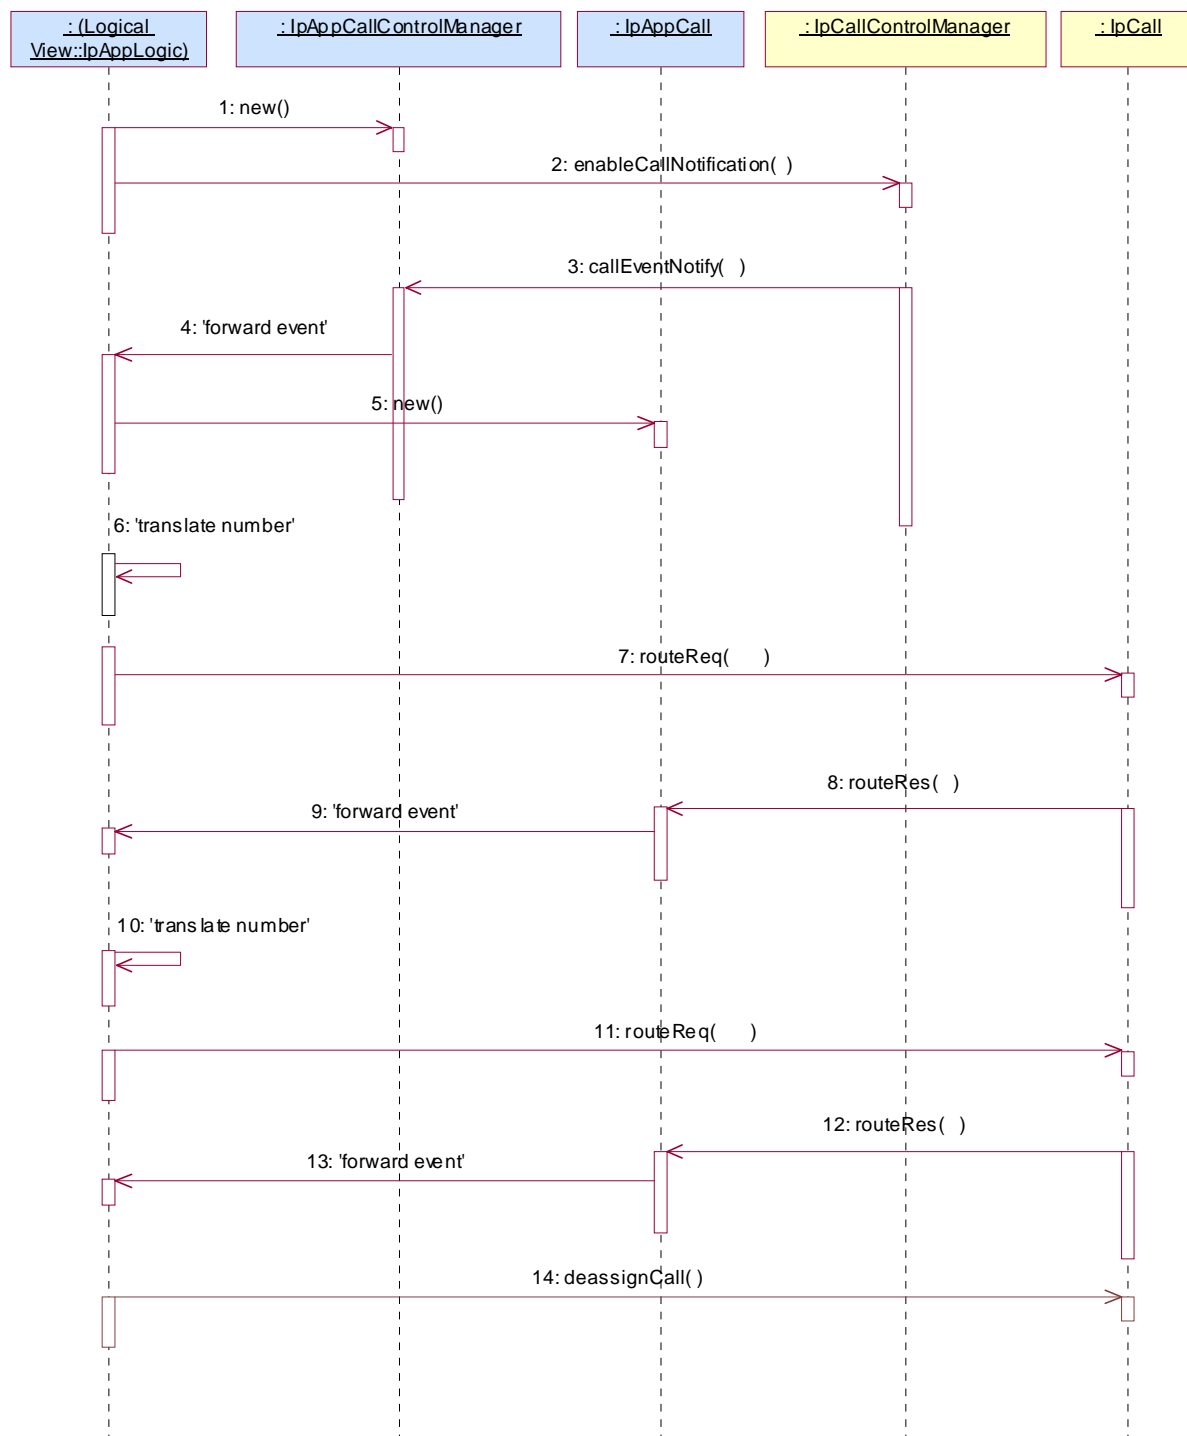 : (Logical
View::IpAppLogic)
: IpAppCallControlManager
: IpAppCall
: IpCallControlManager
: IpCall
1: new()
2: enableCallNotification( )
3: callEventNotify( )
4: 'forward event'
5: new()
6: 'translate number'
7: routeReq( )
8: routeRes( )
9: 'forward event'
10: 'translate number'
11: routeReq( )
12: routeRes( )
13: 'forward event'
14: deassignCall( )